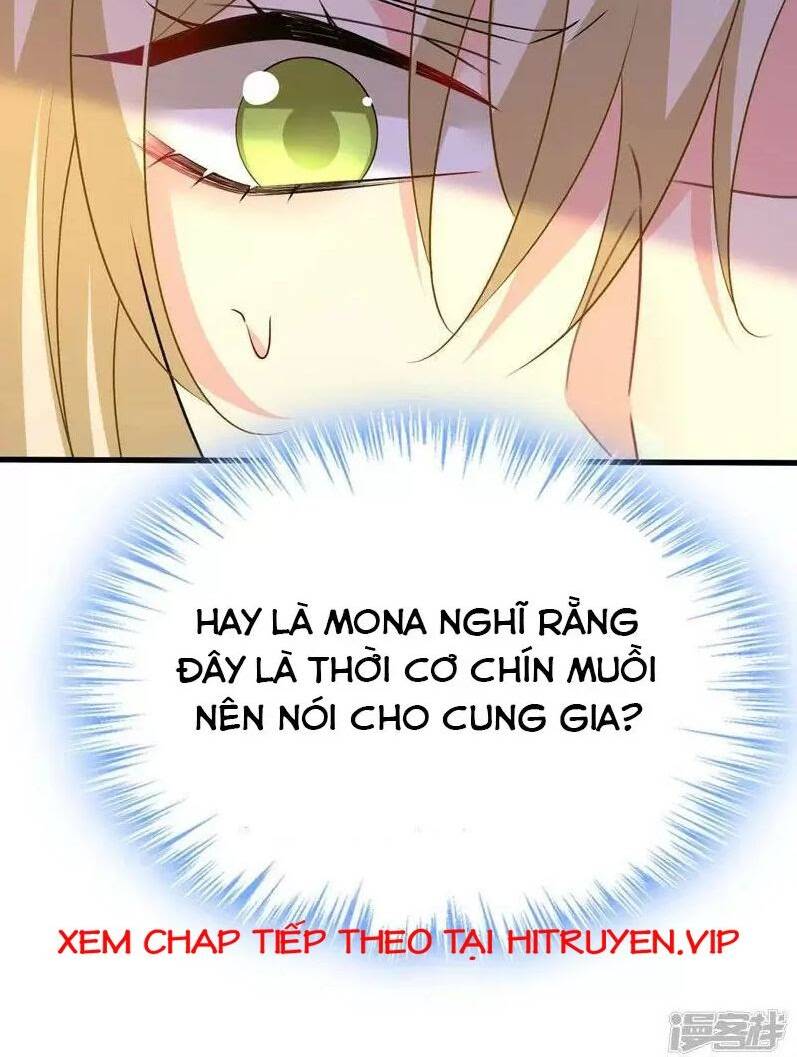 HAY LÀ MONA NGHĨ RẰNG
ĐÂY LÀ THỜI CƠ CHÍN MUỒI
NÊN NÓI CHO CUNG GIA?
XEM CHAP TIẾP THEO TẠI HITRUYEN.VIP
漫客栈